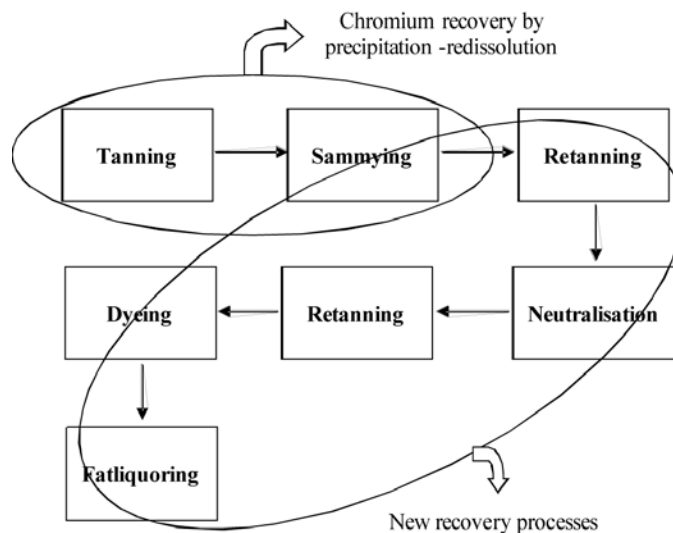 Chromium recovery by
precipitation -redissolution
Tanning
Sammying
Retanning
Dyeing
Retanning
Neutralisation
Fatliquoring
New recovery processes